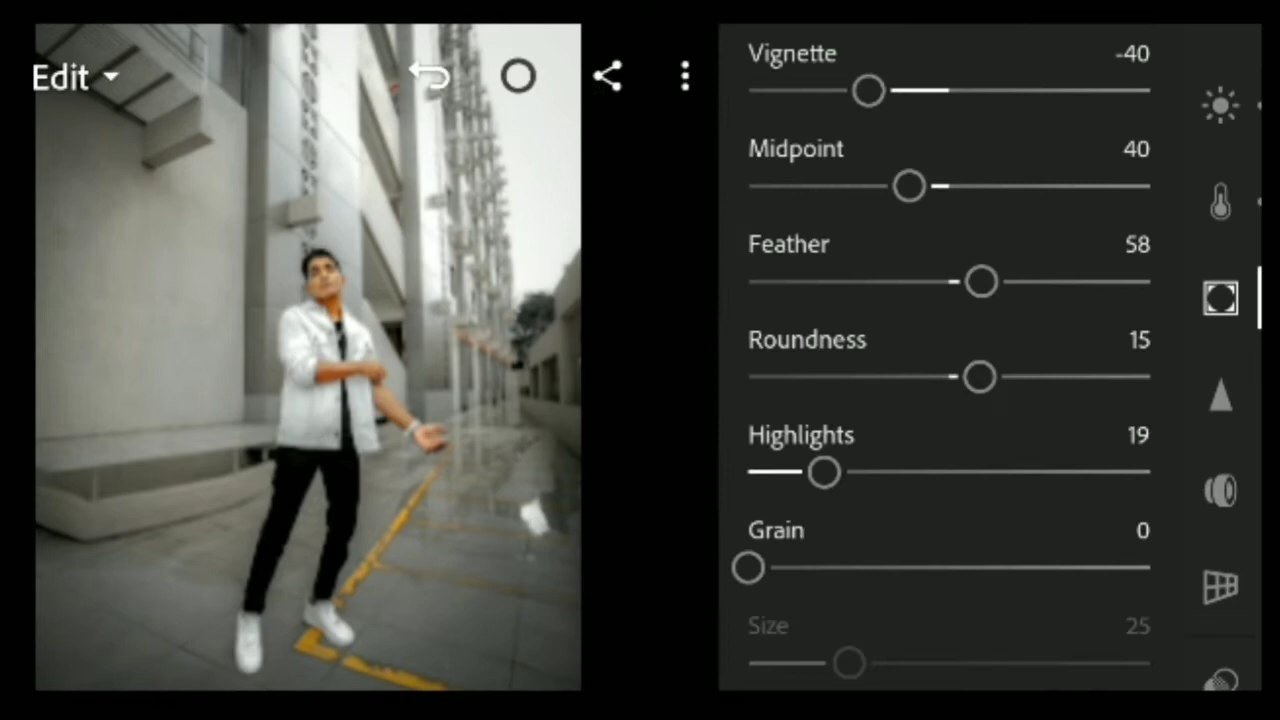 Edit
Vignette -40
Midpoint 40
Feather 58
Roundness 15
Highlights 19
Grain 0
Size 25